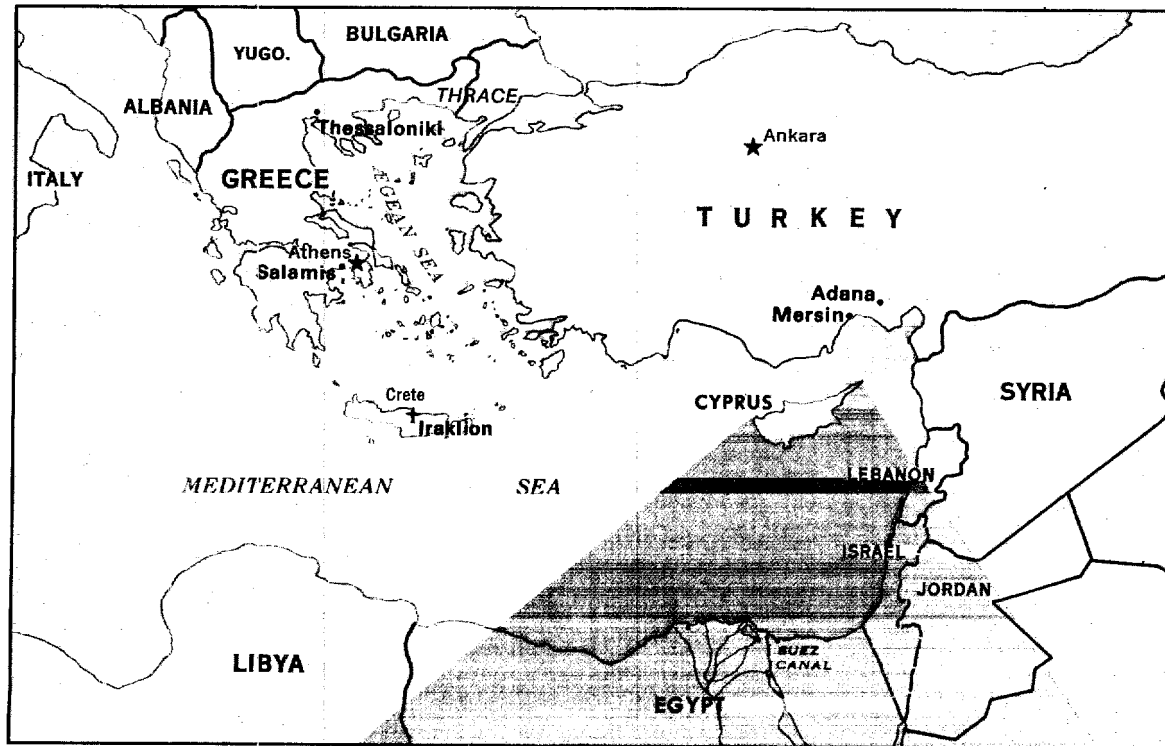 BULGARIA
YUGO.
THRACE
ALBANIA
Thessaloniki
Ankara
ITALY
GREECE
ÆGEAN SEA
TURKEY
Athens
Salamis
Adana
Mersin
Crete
Iraklion
CYPRUS
SYRIA
MEDITERRANEAN SEA
LEBANON
ISRAEL
JORDAN
LIBYA
SUEZ
CANAL
EGYPT